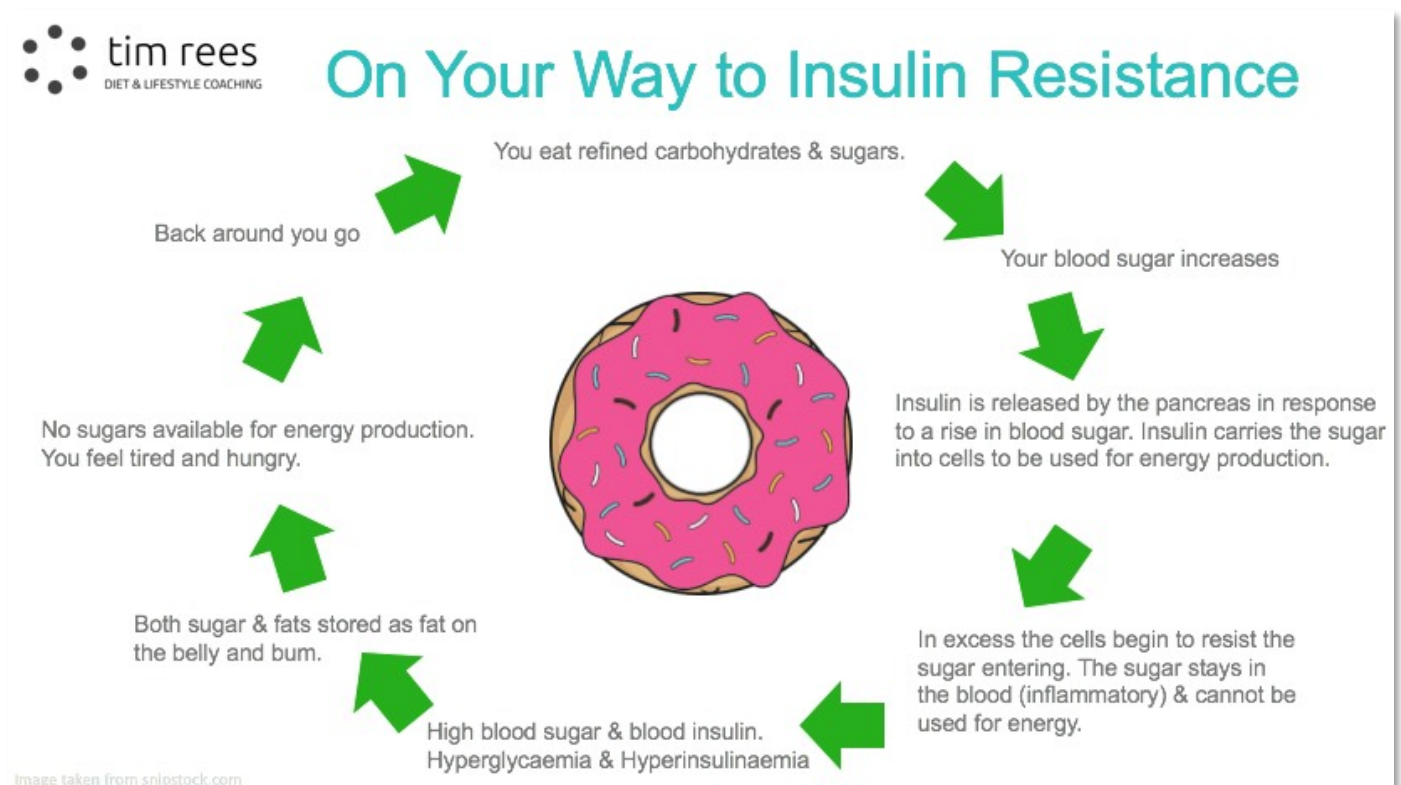 tim rees
DIET & LIFESTYLE COACHING
On Your Way to Insulin Resistance
You eat refined carbohydrates & sugars.
Your blood sugar increases
Insulin is released by the pancreas in response
to a rise in blood sugar. Insulin carries the sugar
into cells to be used for energy production.
In excess the cells begin to resist the
sugar entering. The sugar stays in
the blood (inflammatory) & cannot be
used for energy.
High blood sugar & blood insulin.
Hyperglycaemia & Hyperinsulinaemia
Both sugar & fats stored as fat on
the belly and bum.
No sugars available for energy production.
You feel tired and hungry.
Back around you go
Image taken from snipstock.com